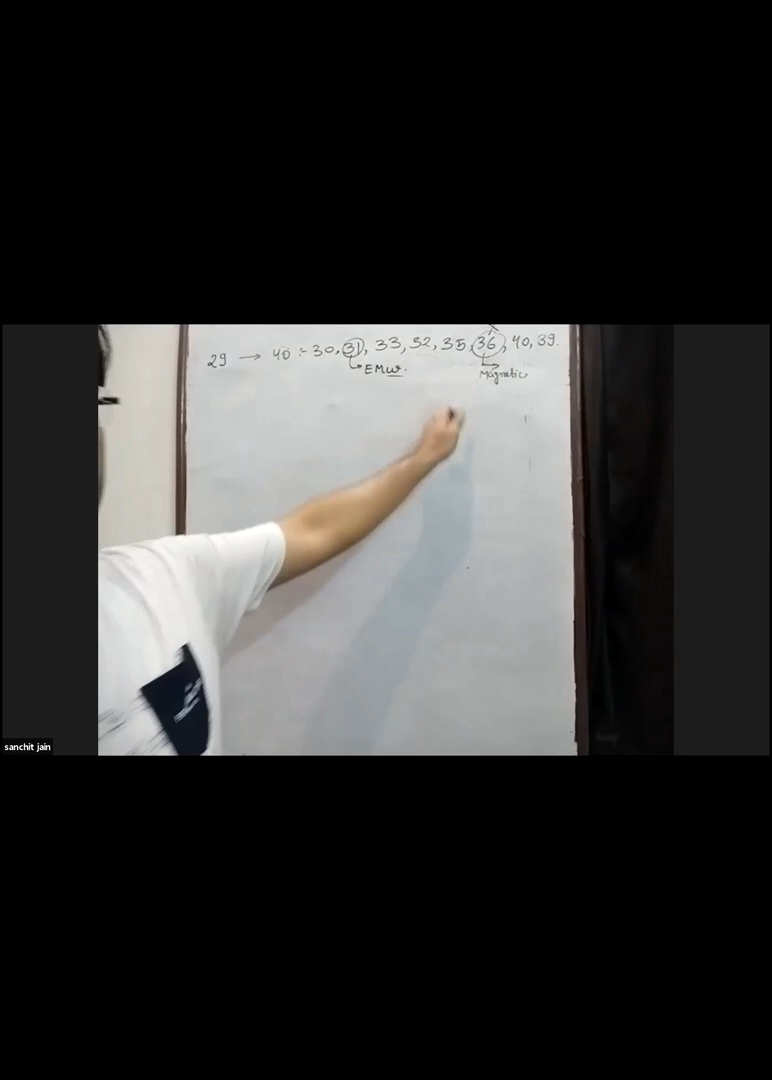 29 → 40 :- 30, 31, 33, 32, 35, 36, 40, 39.
EMW.
Magnetic
sanchit jain